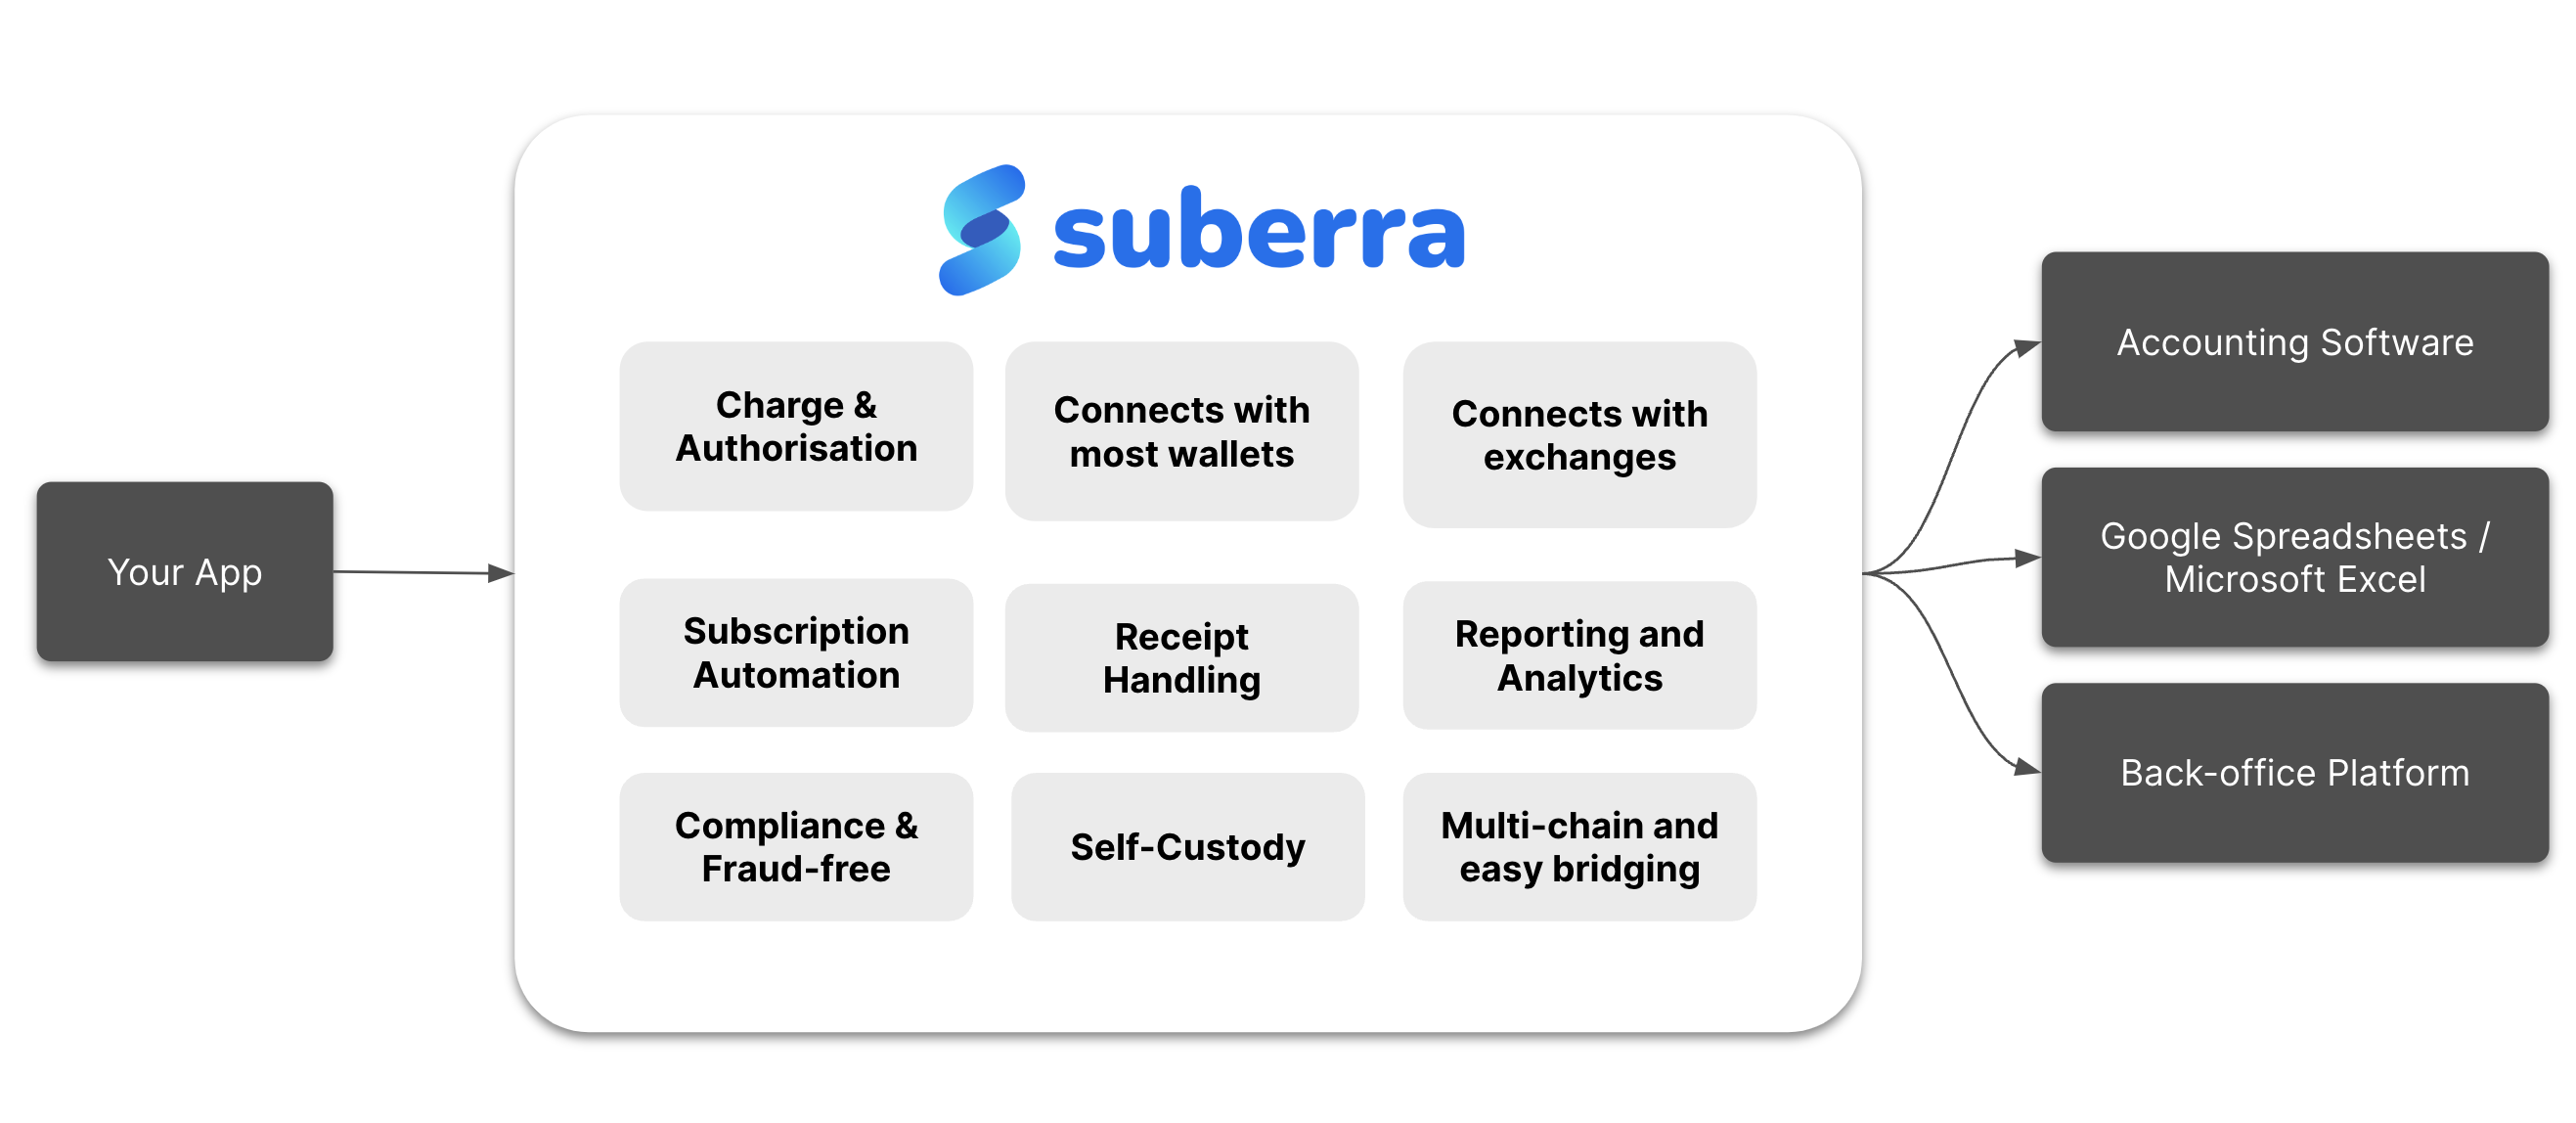 suberra
Charge &
Authorisation
Connects with
most wallets
Connects with
exchanges
Your App
Subscription
Automation
Receipt
Handling
Reporting and
Analytics
Compliance &
Fraud-free
Self-Custody
Multi-chain and
easy bridging
Accounting Software
Google Spreadsheets /
Microsoft Excel
Back-office Platform